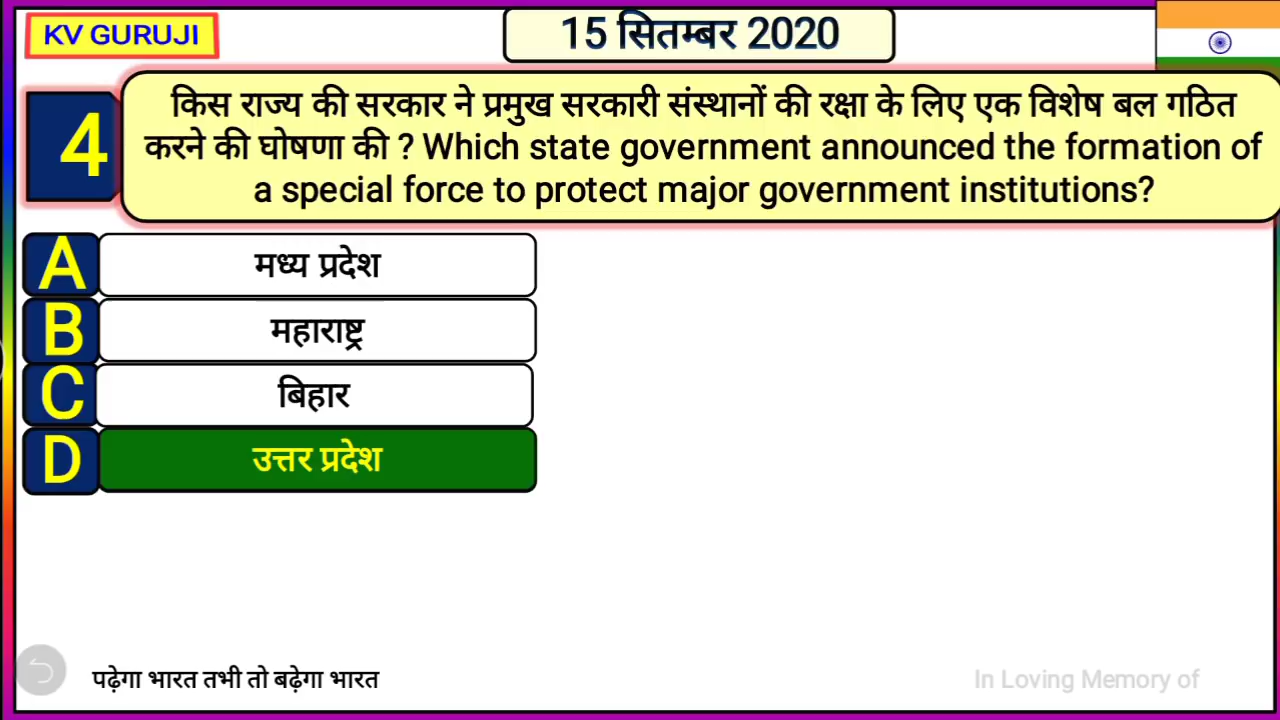 KV GURUJI
15 सितम्बर 2020
4
किस राज्य की सरकार ने प्रमुख सरकारी संस्थानों की रक्षा के लिए एक विशेष बल गठित
करने की घोषणा की ? Which state government announced the formation of
a special force to protect major government institutions?
A मध्य प्रदेश
B महाराष्ट्र
C बिहार
D उत्तर प्रदेश
पढ़ेगा भारत तभी तो बढ़ेगा भारत
In Loving Memory of